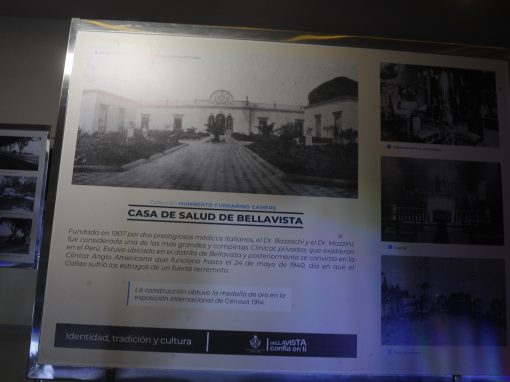 Colección: HUMBERTO CURRARINO CAMERE
CASA DE SALUD DE BELLAVISTA
Fundada en 1907 por dos prestigiosos médicos italianos, el Dr. Bazzochi y el Dr. Mazzini,
fue considerada una de las más grandes y completas Clínicas privadas que existieron
en el Perú. Estuvo ubicada en el distrito de Bellavista y posteriormente se convirtió en la
Clínica Anglo Americana que funciono hasta el 24 de mayo de 1940, día en que el
Callao sufrió los estragos de un fuerte terremoto.
La construcción obtuvo la medalla de oro en la
exposición internacional de Génova 1914.
Identidad, tradición y cultura
BELLAVISTA
confía en ti